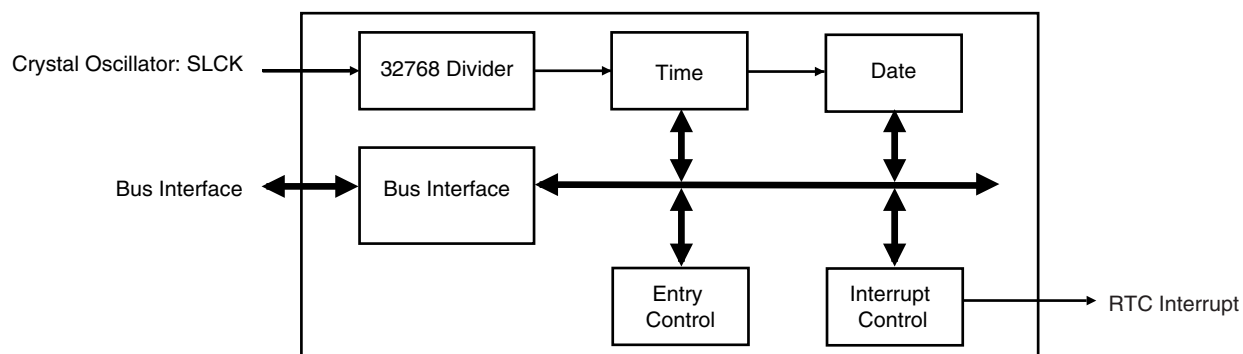 Crystal Oscillator: SLCK
32768 Divider
Time
Date
Bus Interface
Bus Interface
Entry
Control
Interrupt
Control
RTC Interrupt